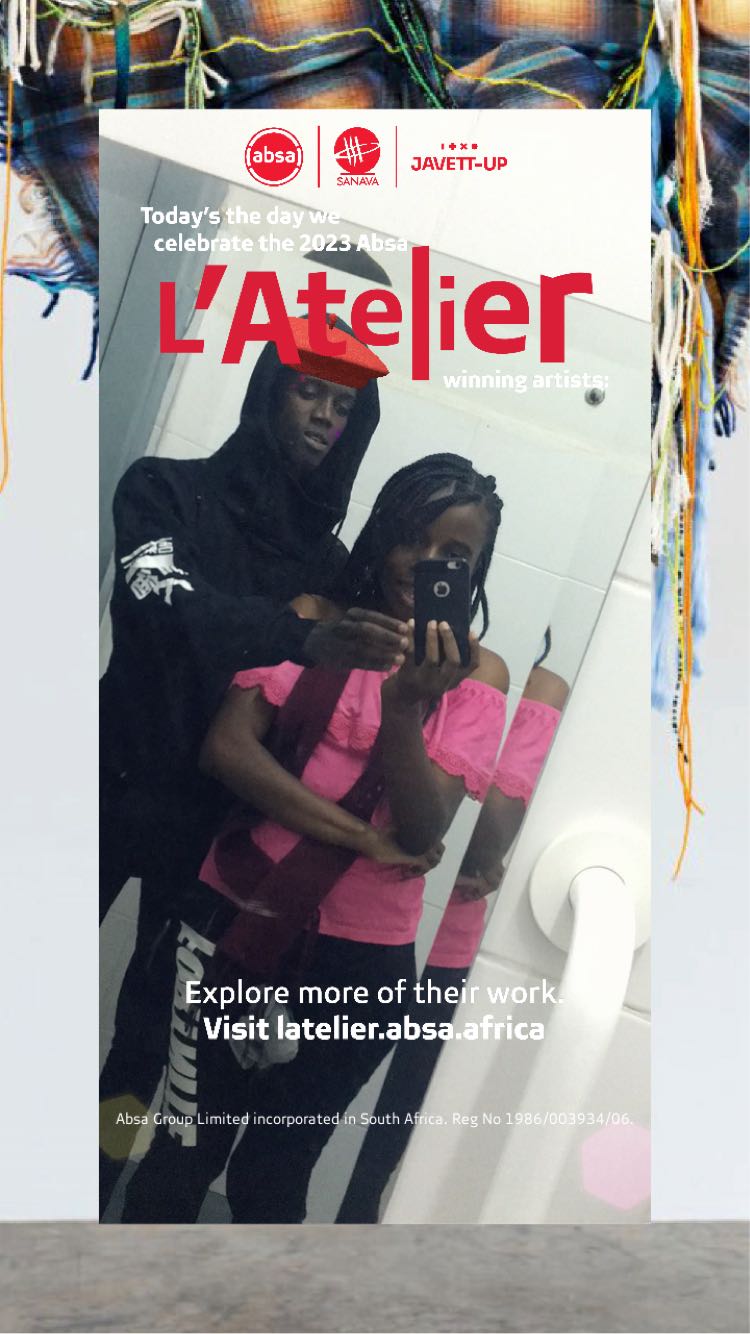 absa
SANAVA
JAVETT-UP
Today's the day we
celebrate the 2023 Absa
L'Atelier
winning artists:
Explore more of their work.
Visit latelier.absa.africa
Absa Group Limited incorporated in South Africa. Reg No 1986/003934/06.